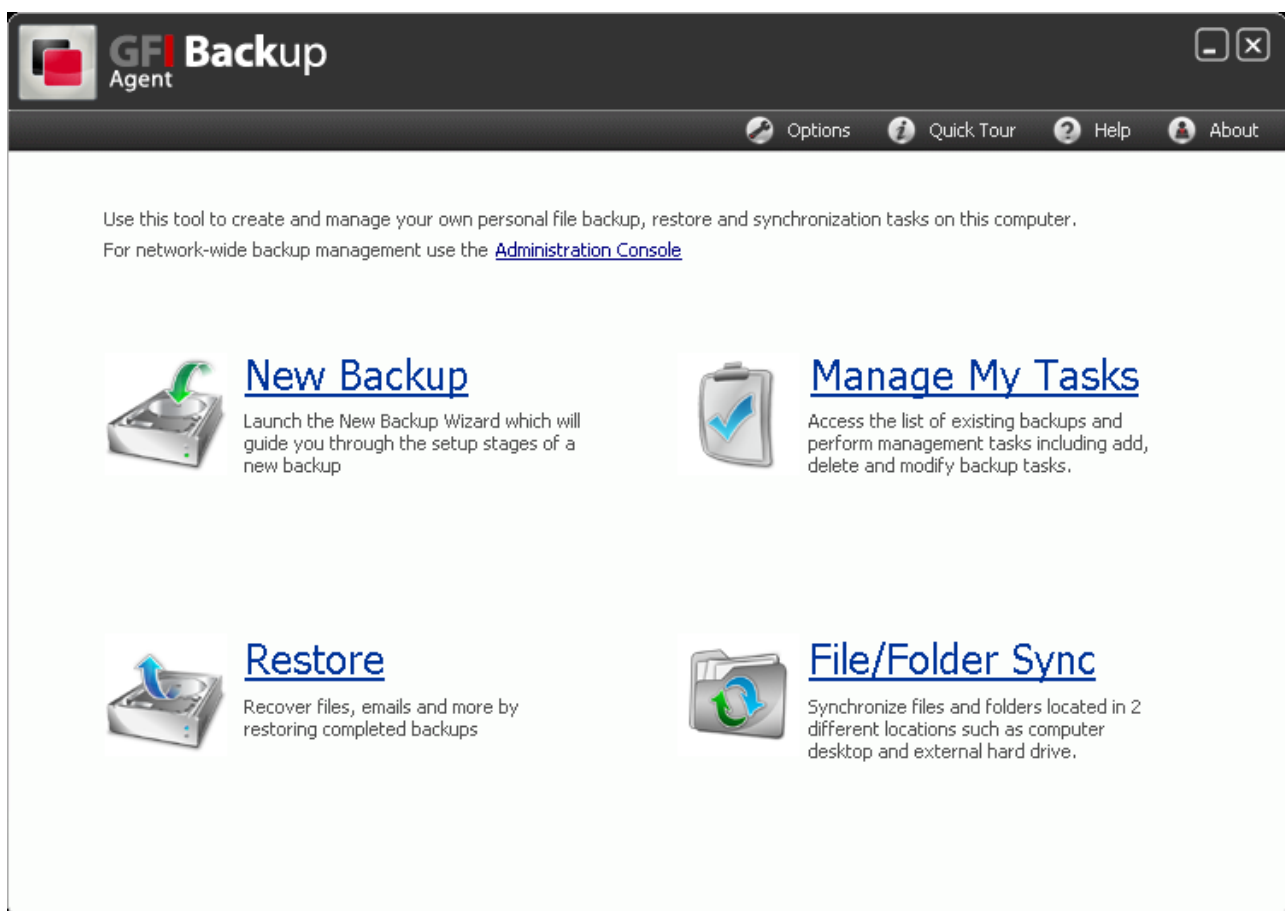 GFI Backup
Agent
Options
Quick Tour
Help
About
Use this tool to create and manage your own personal file backup, restore and synchronization tasks on this computer.
For network-wide backup management use the Administration Console
New Backup
Launch the New Backup Wizard which will
guide you through the setup stages of a
new backup
Manage My Tasks
Access the list of existing backups and
perform management tasks including add,
delete and modify backup tasks.
Restore
Recover files, emails and more by
restoring completed backups
File/Folder Sync
Synchronize files and folders located in 2
different locations such as computer
desktop and external hard drive.